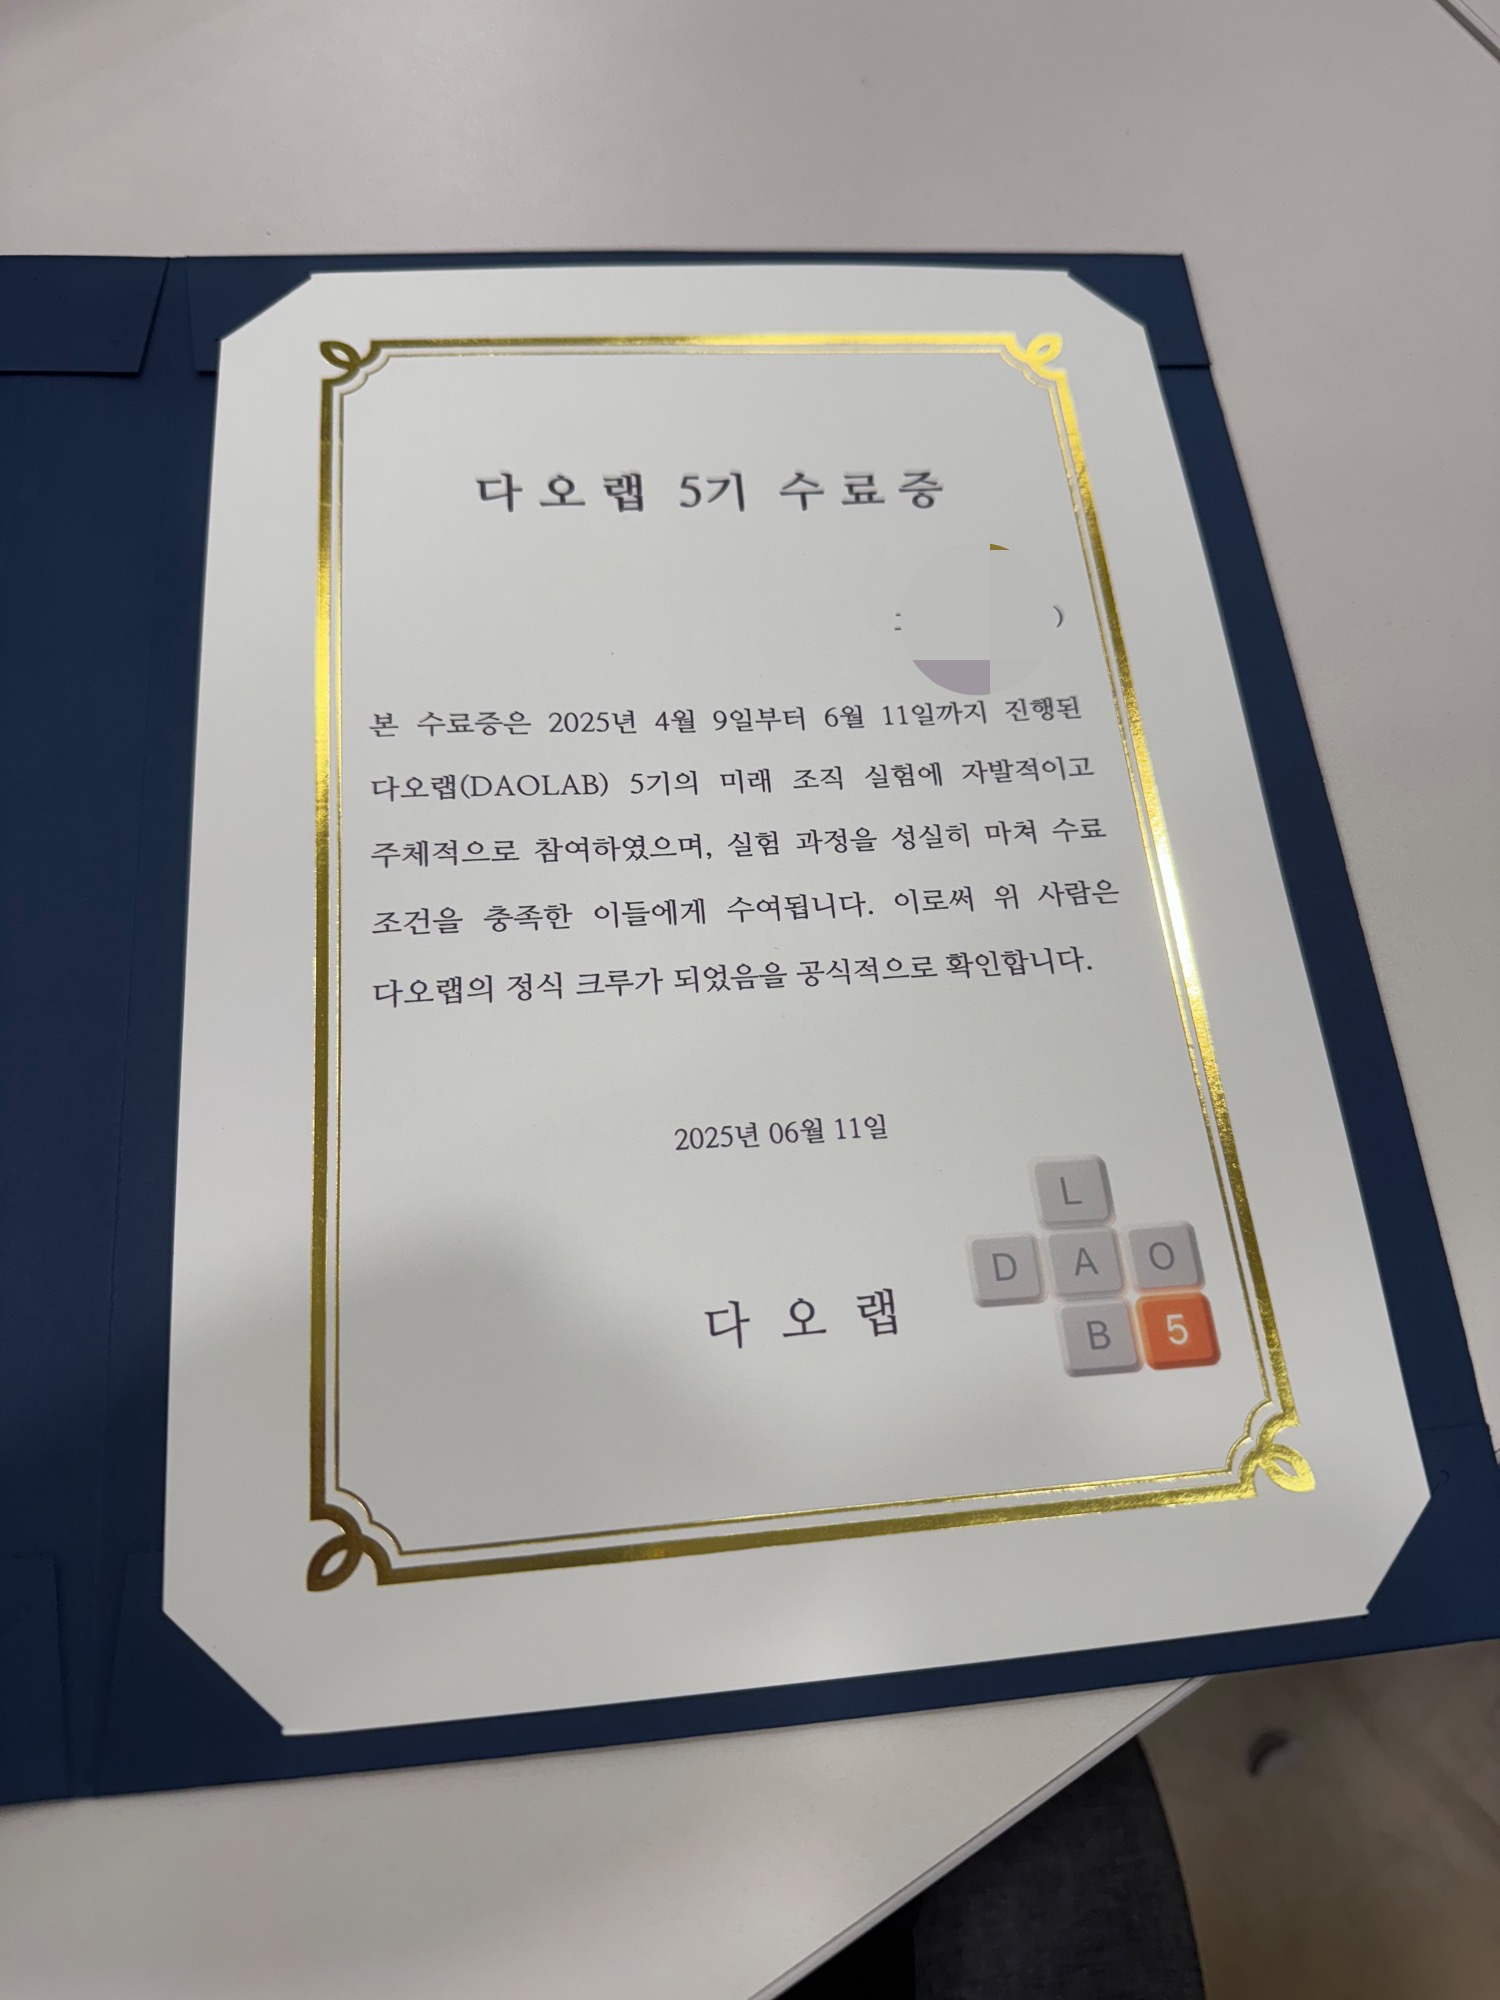 다오랩 5기 수료증
)
본 수료증은 2025년 4월 9일부터 6월 11일까지 진행된
다오랩(DAOLAB) 5기의 미래 조직 실험에 자발적이고
주체적으로 참여하였으며, 실험 과정을 성실히 마쳐 수료
조건을 충족한 이들에게 수여됩니다. 이로써 위 사람은
다오랩의 정식 크루가 되었음을 공식적으로 확인합니다.
2025년 06월 11일
다 오 랩
L
D A O
B 5